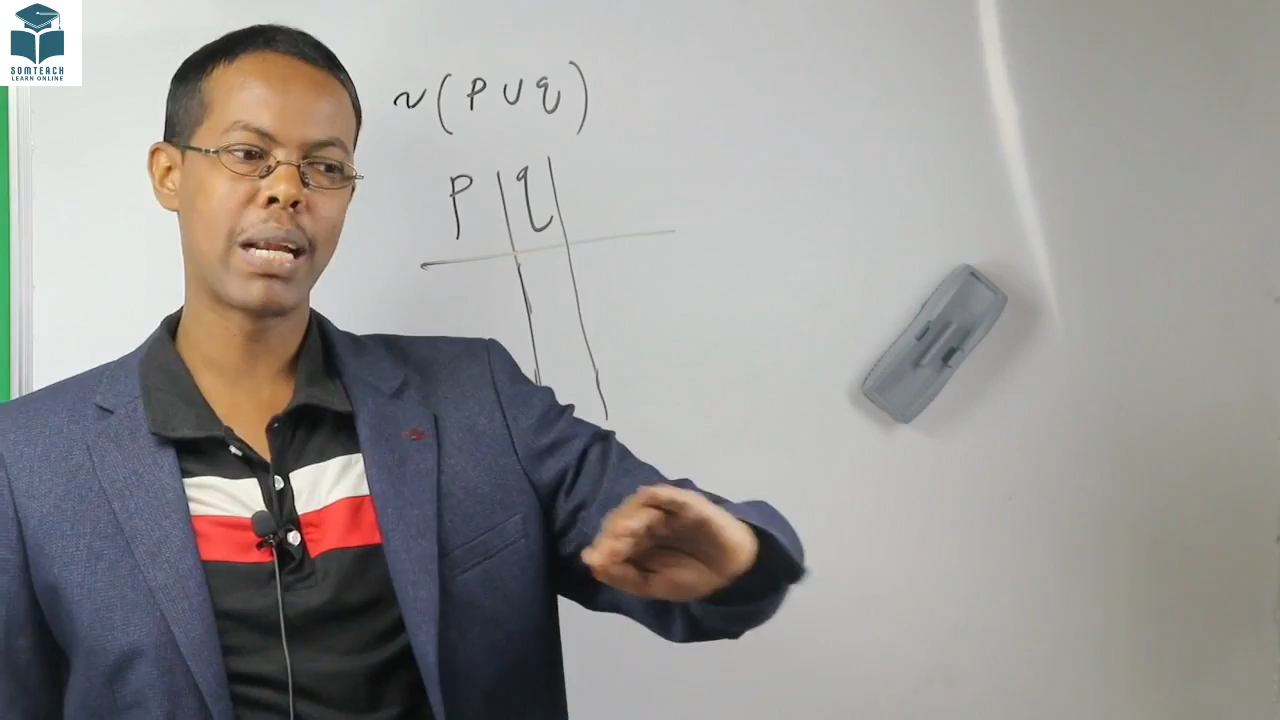 SOMTEACH
LEARN ONLINE
~(P ∪ q)
P q